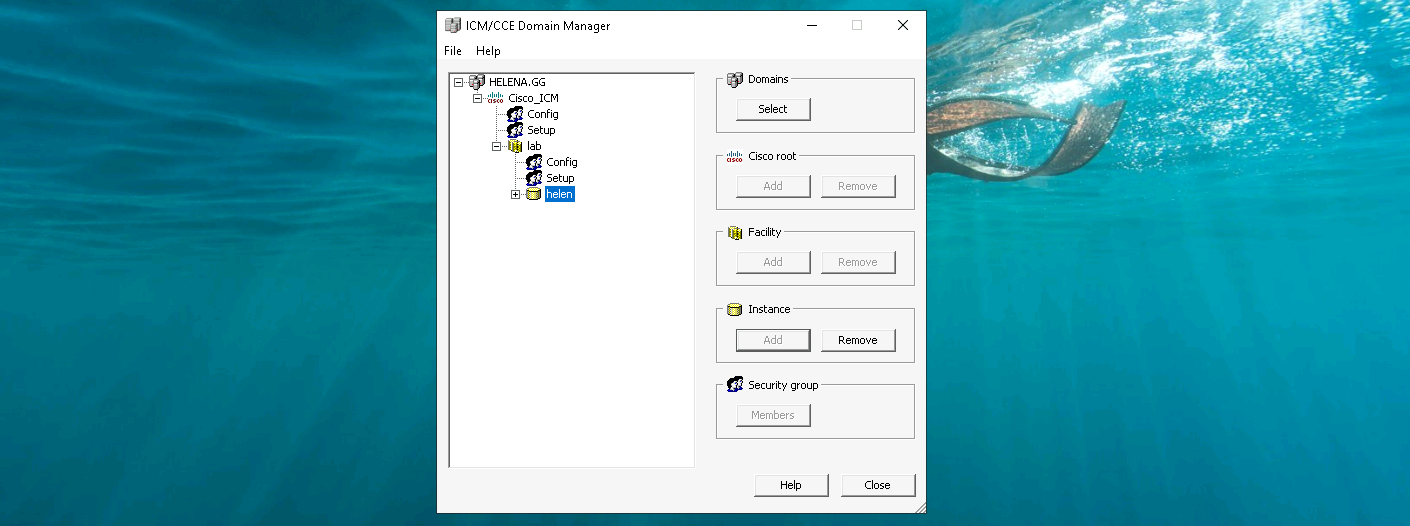 ICM/CCE Domain Manager
File Help
HELENA.GG
Cisco_ICM
Config
Setup
lab
Config
Setup
helen
Domains
Select
cisco Cisco root
Add Remove
Facility
Add Remove
Instance
Add Remove
Security group
Members
Help Close